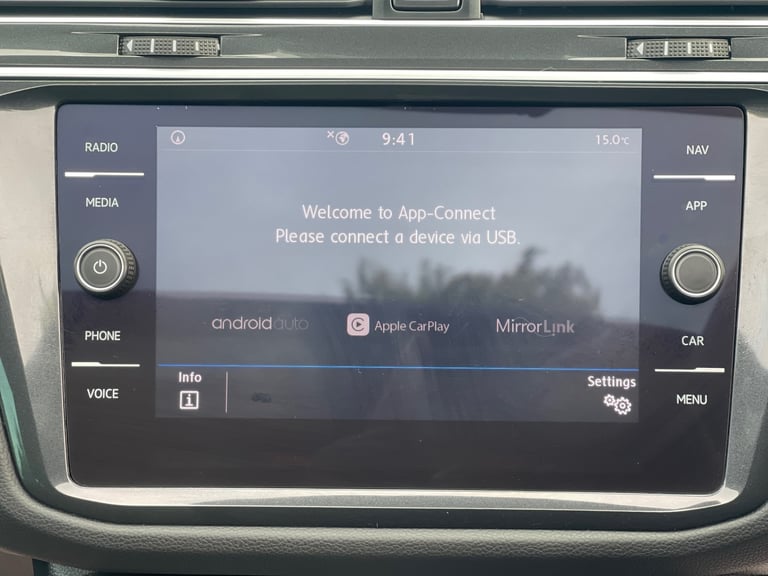 RADIO
MEDIA
PHONE
VOICE
9:41
15.0°C
Welcome to App-Connect
Please connect a device via USB.
androidauto
Apple CarPlay
MirrorLink
Info
Settings
NAV
APP
CAR
MENU